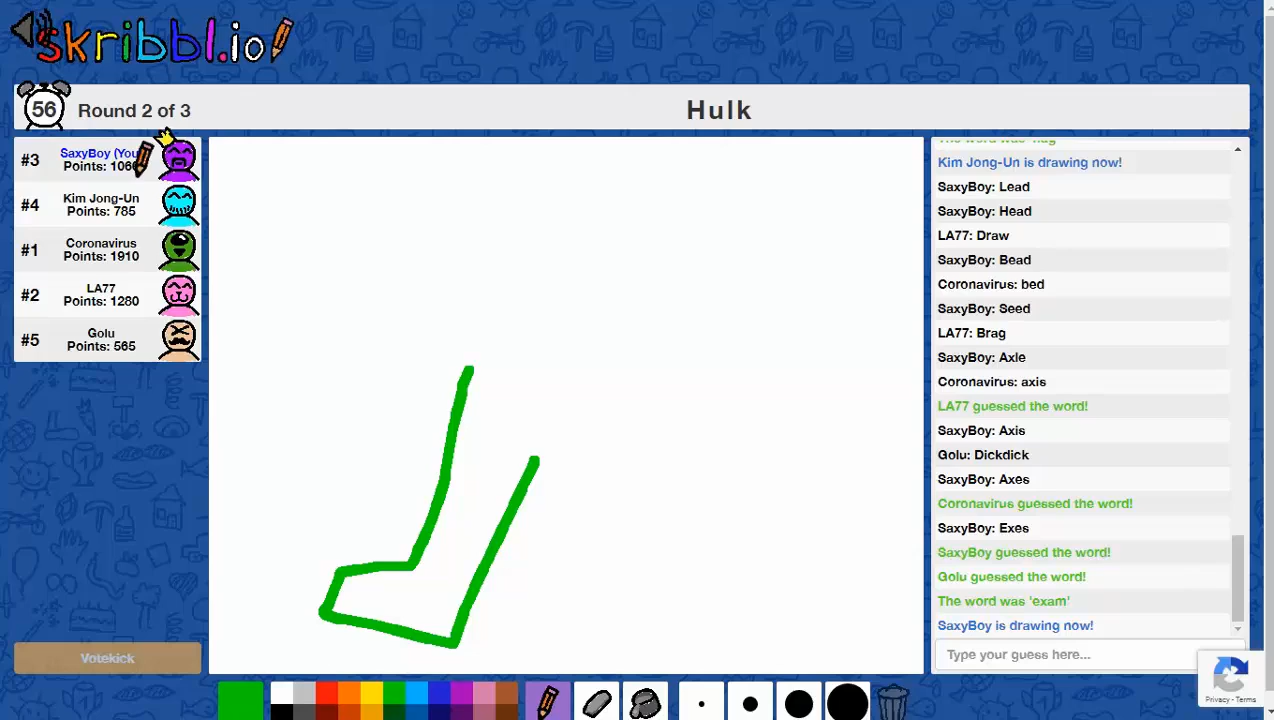 skribbl.io
56
Round 2 of 3
Hulk
#3
SaxyBoy (You
Points: 1066
#4
Kim Jong-Un
Points: 785
#1
Coronavirus
Points: 1910
#2
LA77
Points: 1280
#5
Golu
Points: 565
Votekick
Kim Jong-Un is drawing now!
SaxyBoy: Lead
SaxyBoy: Head
LA77: Draw
SaxyBoy: Bead
Coronavirus: bed
SaxyBoy: Seed
LA77: Brag
SaxyBoy: Axle
Coronavirus: axis
LA77 guessed the word!
SaxyBoy: Axis
Golu: Dickdick
SaxyBoy: Axes
Coronavirus guessed the word!
SaxyBoy: Exes
SaxyBoy guessed the word!
Golu guessed the word!
The word was 'exam'
SaxyBoy is drawing now!
Type your guess here...
Privacy - Terms